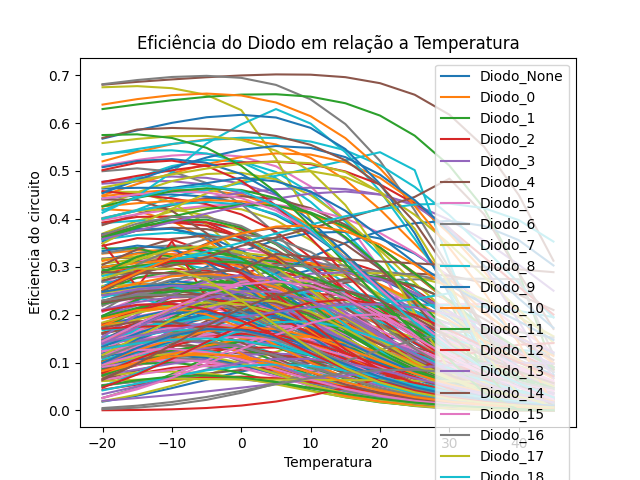 Eficiência do Diodo em relação a Temperatura
Eficiencia do circuito
0.7
0.6
0.5
0.4
0.3
0.2
0.1
0.0
−20
−10
0
10
20
30
40
Temperatura
Diodo_None
Diodo_0
Diodo_1
Diodo_2
Diodo_3
Diodo_4
Diodo_5
Diodo_6
Diodo_7
Diodo_8
Diodo_9
Diodo_10
Diodo_11
Diodo_12
Diodo_13
Diodo_14
Diodo_15
Diodo_16
Diodo_17
Diodo_18